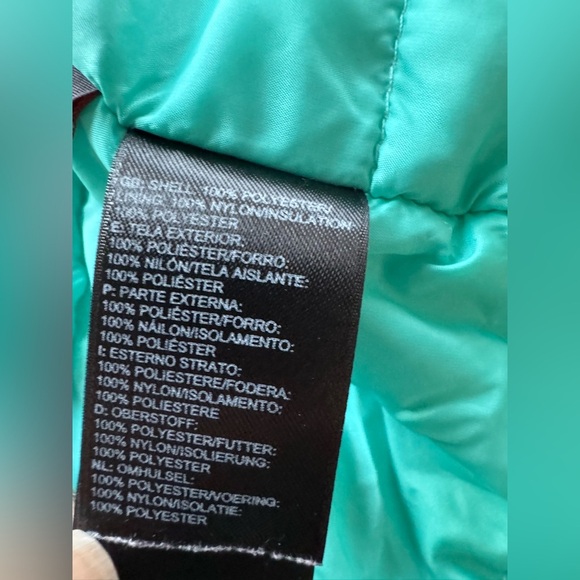 GB: SHELL: 100% POLYESTER/
LINING: 100% NYLON/INSULATION
100% POLYESTER
E: TELA EXTERIOR:
100% POLIÉSTER/FORRO:
100% NILÓN/TELA AISLANTE:
100% POLIÉSTER
P: PARTE EXTERNA:
100% POLIÉSTER/FORRO:
100% NÁILON/ISOLAMENTO:
100% POLIÉSTER
I: ESTERNO STRATO:
100% POLIESTERE/FODERA:
100% NYLON/ISOLAMENTO:
100% POLIESTERE
D: OBERSTOFF:
100% POLYESTER/FUTTER:
100% NYLON/ISOLIERUNG:
100% POLYESTER
NL: OMHULSEL:
100% POLYESTER/VOERING:
100% NYLON/ISOLATIE:
100% POLYESTER